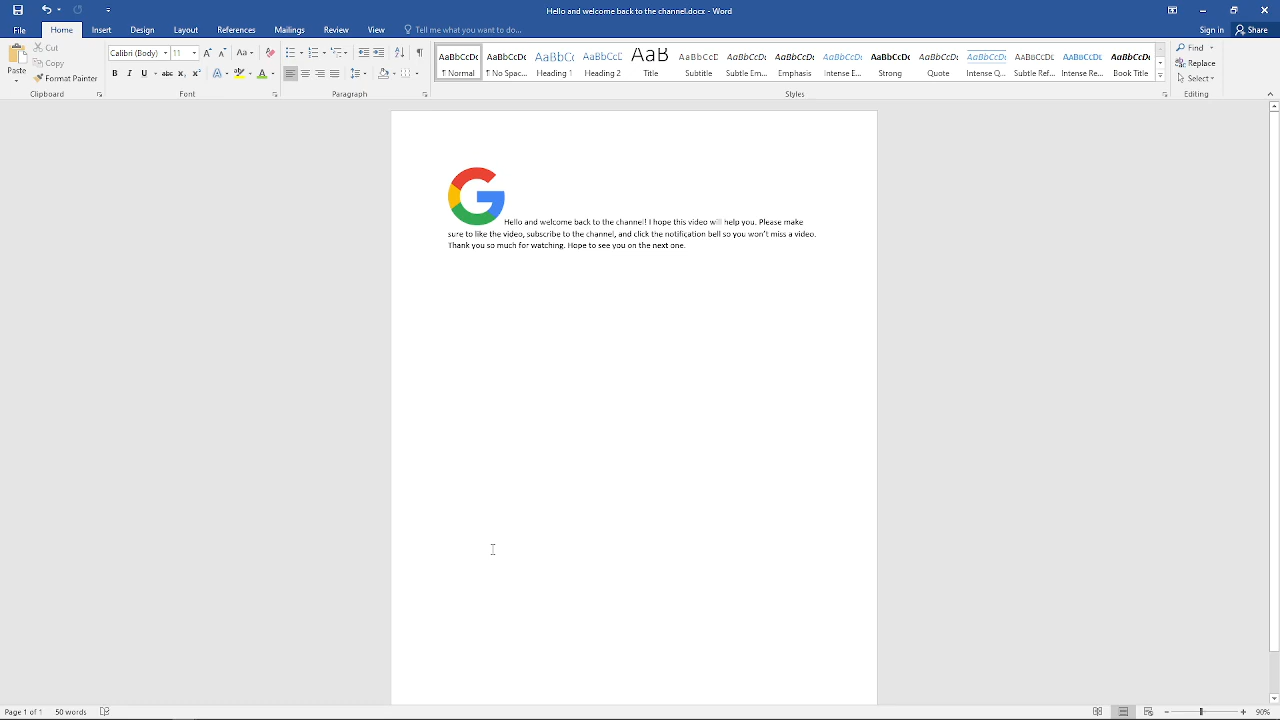 Hello and welcome back to the channel.docx - Word
File Home Insert Design Layout References Mailings Review View Tell me what you want to do... Sign in Share
Paste Cut Copy Format Painter
Clipboard
Calibri (Body) 11 Aa
B I U abc X₂ X² A A
Font
Paragraph
AaBbCcDc AaBbCcDc AaBbCc AaBbCcD AaB AaBbCcD AaBbCcDc AaBbCcDc AaBbCcDc AaBbCcDc AaBbCcDc AaBbCcDc AaBbCcDc AaBbCcDc AaBbCcDc
¶ Normal ¶ No Spac... Heading 1 Heading 2 Title Subtitle Subtle Em... Emphasis Intense E... Strong Quote Intense Q... Subtle Ref... Intense Re... Book Title
Styles
Find
Replace
Select
Editing
G
Hello and welcome back to the channel! I hope this video will help you. Please make
sure to like the video, subscribe to the channel, and click the notification bell so you won't miss a video.
Thank you so much for watching. Hope to see you on the next one.
Page 1 of 1 50 words 90%